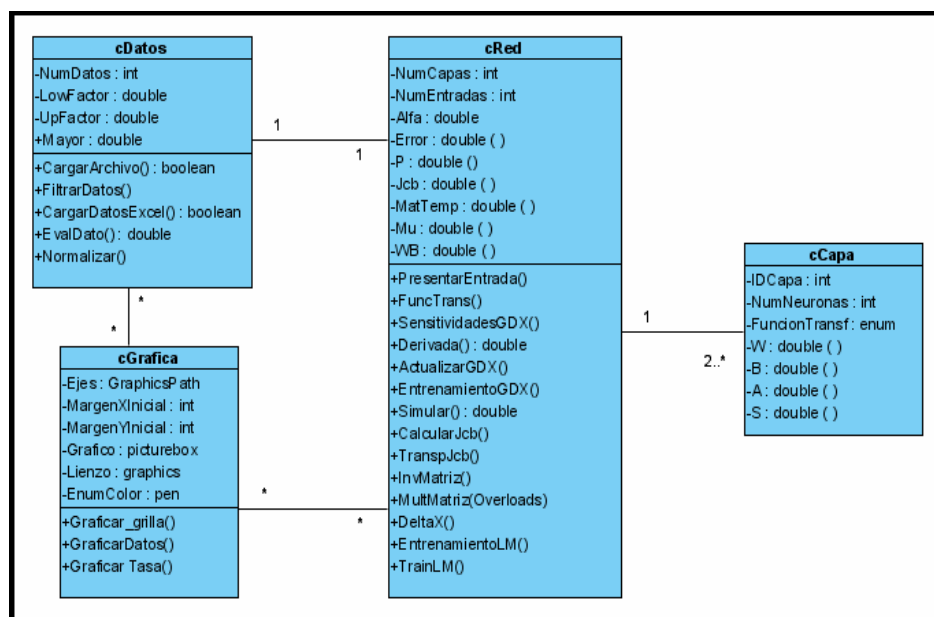 cDatos
-NumDatos : int
-LowFactor : double
-UpFactor : double
+Mayor : double
+CargarArchivo() : boolean
+FiltrarDatos()
+CargarDatosExcel() : boolean
+EvalDato() : double
+Normalizar()
1
1
cRed
-NumCapas : int
-NumEntradas : int
-Alfa : double
-Error : double ( )
-P : double ()
-Jcb : double ( )
-MatTemp : double ( )
-Mu : double ( )
-WB : double ( )
+PresentarEntrada()
+FuncTrans()
+SensitividadesGDX()
+Derivada() : double
+ActualizarGDX()
+EntrenamientoGDX()
+Simular() : double
+CalcularJcb()
+TranspJcb()
+InvMatriz()
+MultMatriz(Overloads)
+DeltaX()
+EntrenamientoLM()
+TrainLM()
1
2..*
cCapa
-IDCapa : int
-NumNeuronas : int
-FuncionTransf : enum
-W : double ( )
-B : double ( )
-A : double ( )
-S : double ( )
*
*
cGrafica
-Ejes : GraphicsPath
-MargenXInicial : int
-MargenYInicial : int
-Grafico : picturebox
-Lienzo : graphics
-EnumColor : pen
+Graficar_grilla()
+GraficarDatos()
+Graficar Tasa()
*
*